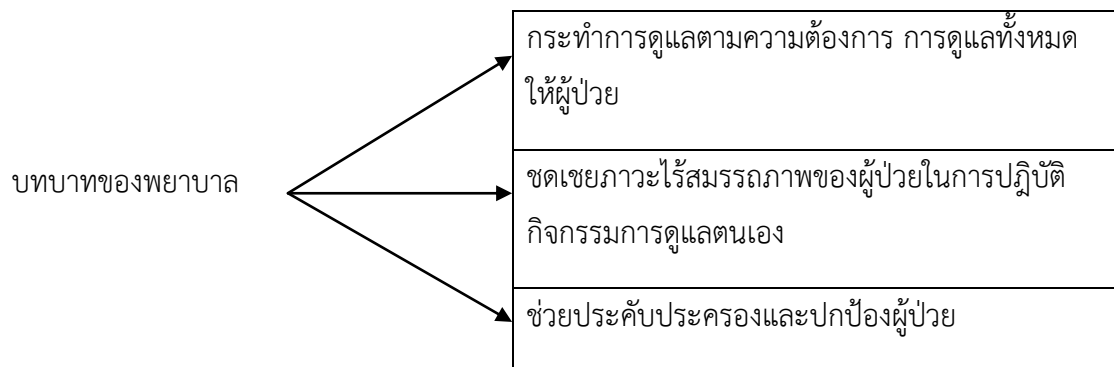 กระทำการดูแลตามความต้องการ การดูแลทั้งหมด
ให้ผู้ป่วย
บทบาทของพยาบาล
ชดเชยภาวะไร้สมรรถภาพของผู้ป่วยในการปฎิบัติ
กิจกรรมการดูแลตนเอง
ช่วยประคับประครองและปกป้องผู้ป่วย